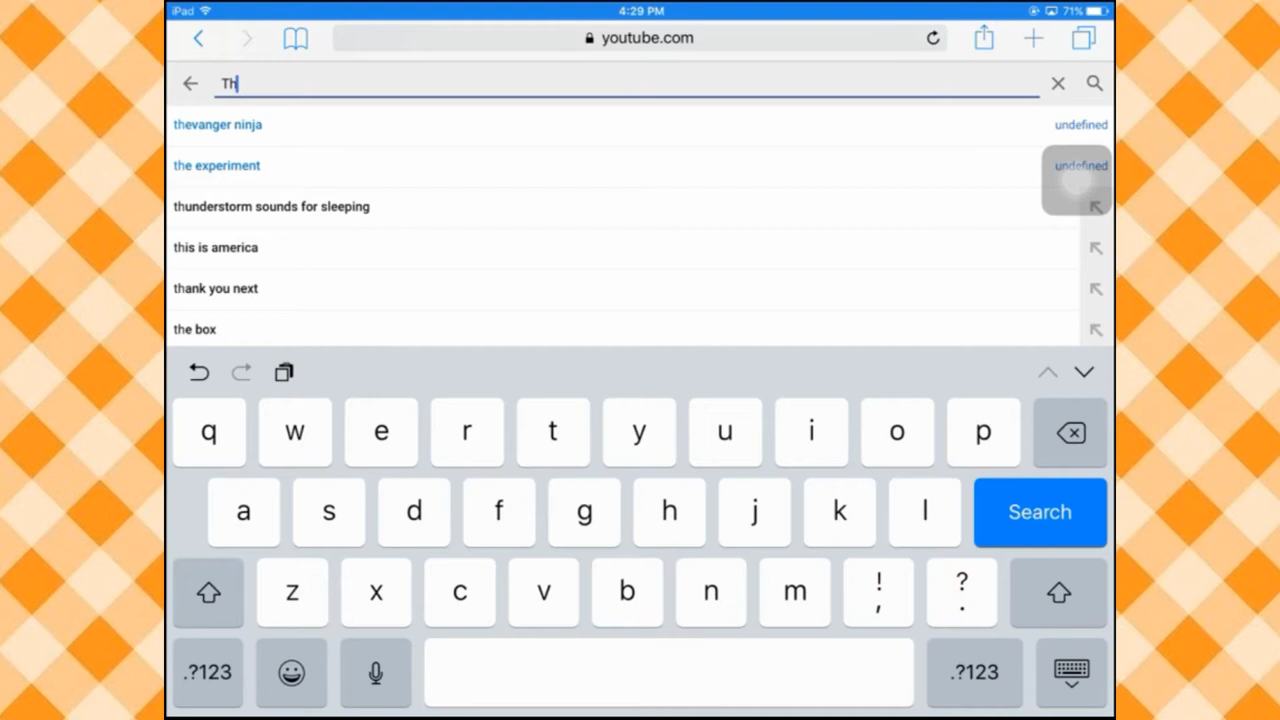 iPad 4:29 PM 71%
youtube.com
Th
thevanger ninja undefined
the experiment undefined
thunderstorm sounds for sleeping
this is america
thank you next
the box
q w e r t y u i o p
a s d f g h j k l Search
z x c v b n m ! , ? .
.?123 .?123